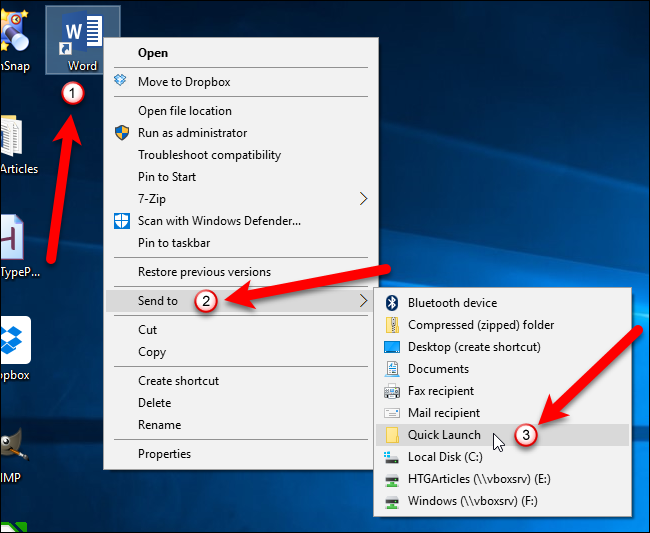 nSnap
W
Word
1
Open
Move to Dropbox
Open file location
Run as administrator
Troubleshoot compatibility
Pin to Start
7-Zip
Scan with Windows Defender...
Pin to taskbar
Restore previous versions
Send to 2
Cut
Copy
Create shortcut
Delete
Rename
Properties
Articles
H
TypeP...
pbox
IMP
Bluetooth device
Compressed (zipped) folder
Desktop (create shortcut)
Documents
Fax recipient
Mail recipient
Quick Launch 3
Local Disk (C:)
HTGArticles (\\vboxsrv) (E:)
Windows (\\vboxsrv) (F:)